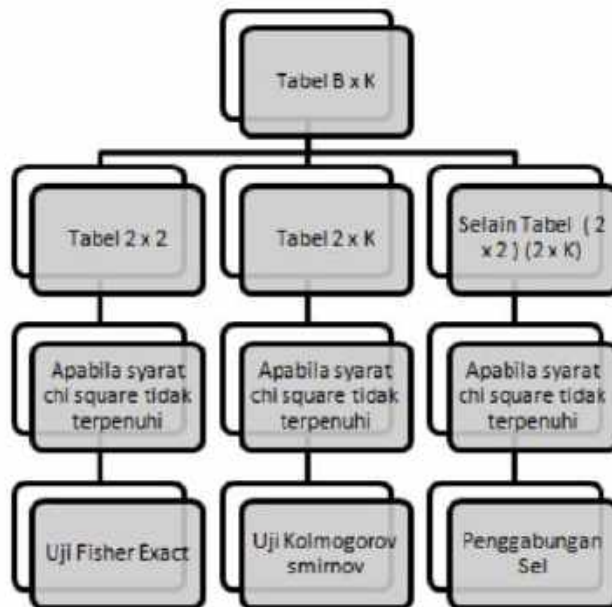 Tabel B x K
Tabel 2 x 2
Tabel 2 x K
Selain Tabel ( 2
x 2 ) ( 2 x K)
Apabila syarat
chi square tidak
terpenuhi
Apabila syarat
chi square tidak
terpenuhi
Apabila syarat
chi square tidak
terpenuhi
Uji Fisher Exact
Uji Kolmogorov
smirnov
Penggabungan
Sel